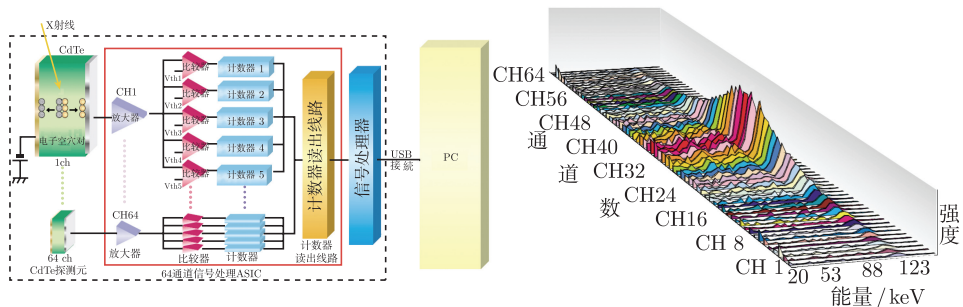 X射线
CdTe
电子空穴对
1ch
64 ch
CdTe探测元
CH1
放大器
CH64
放大器
比较器
Vth1
比较器
Vth2
比较器
Vth3
比较器
Vth4
比较器
Vth5
计数器 1
计数器 2
计数器 3
计数器 4
计数器 5
比较器
计数器
计数器读出线路
计数器
读出线路
64通道信号处理ASIC
信号处理器
USB
接続
PC
CH64
CH56
CH48
CH40
CH32
CH24
CH16
CH 8
CH 1
通道数
20 53 88 123
能量/keV
强度